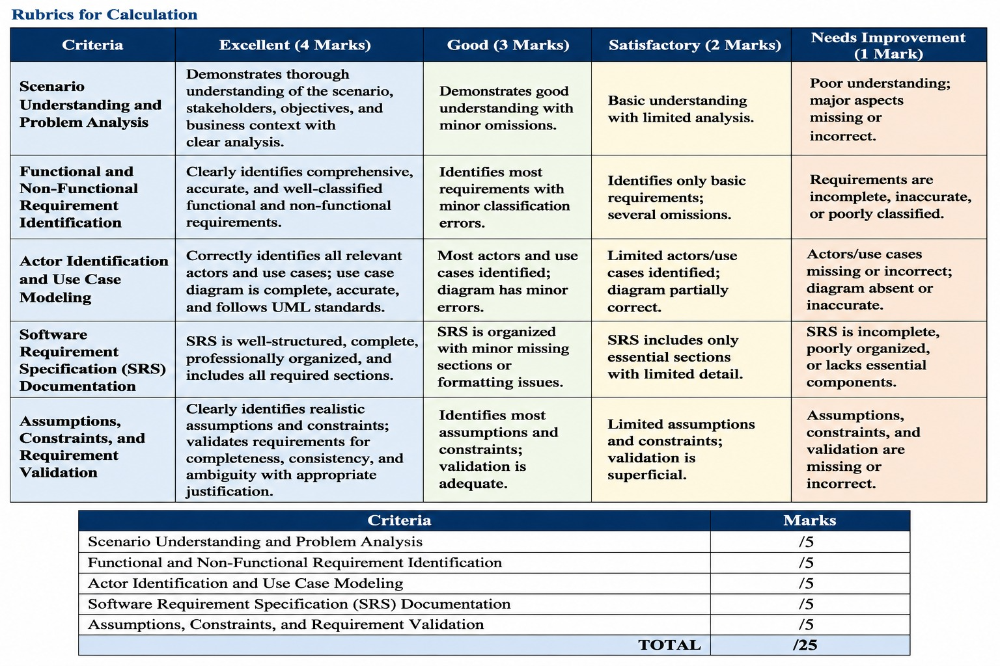 Rubrics for Calculation
Criteria
Excellent (4 Marks)
Good (3 Marks)
Satisfactory (2 Marks)
Needs Improvement
(1 Mark)
Scenario
Understanding and
Problem Analysis
Demonstrates thorough
understanding of the scenario,
stakeholders, objectives, and
business context with
clear analysis.
Demonstrates good
understanding with
minor omissions.
Basic understanding
with limited analysis.
Poor understanding;
major aspects
missing or
incorrect.
Functional and
Non-Functional
Requirement
Identification
Clearly identifies comprehensive,
accurate, and well-classified
functional and non-functional
requirements.
Identifies most
requirements with
minor classification
errors.
Identifies only basic
requirements;
several omissions.
Requirements are
incomplete, inaccurate,
or poorly classified.
Actor Identification
and Use Case
Modeling
Correctly identifies all relevant
actors and use cases; use case
diagram is complete, accurate,
and follows UML standards.
Most actors and use
cases identified;
diagram has minor
errors.
Limited actors/use
cases identified;
diagram partially
correct.
Actors/use cases
missing or incorrect;
diagram absent or
inaccurate.
Software
Requirement
Specification (SRS)
Documentation
SRS is well-structured, complete,
professionally organized, and
includes all required sections.
SRS is organized
with minor missing
sections or
formatting issues.
SRS includes only
essential sections
with limited detail.
SRS is incomplete,
poorly organized,
or lacks essential
components.
Assumptions,
Constraints, and
Requirement
Validation
Clearly identifies realistic
assumptions and constraints;
validates requirements for
completeness, consistency, and
ambiguity with appropriate
justification.
Identifies most
assumptions and
constraints;
validation is
adequate.
Limited assumptions
and constraints;
validation is
superficial.
Assumptions,
constraints, and
validation are
missing or
incorrect.
Criteria
Marks
Scenario Understanding and Problem Analysis
/5
Functional and Non-Functional Requirement Identification
/5
Actor Identification and Use Case Modeling
/5
Software Requirement Specification (SRS) Documentation
/5
Assumptions, Constraints, and Requirement Validation
/5
TOTAL
/25